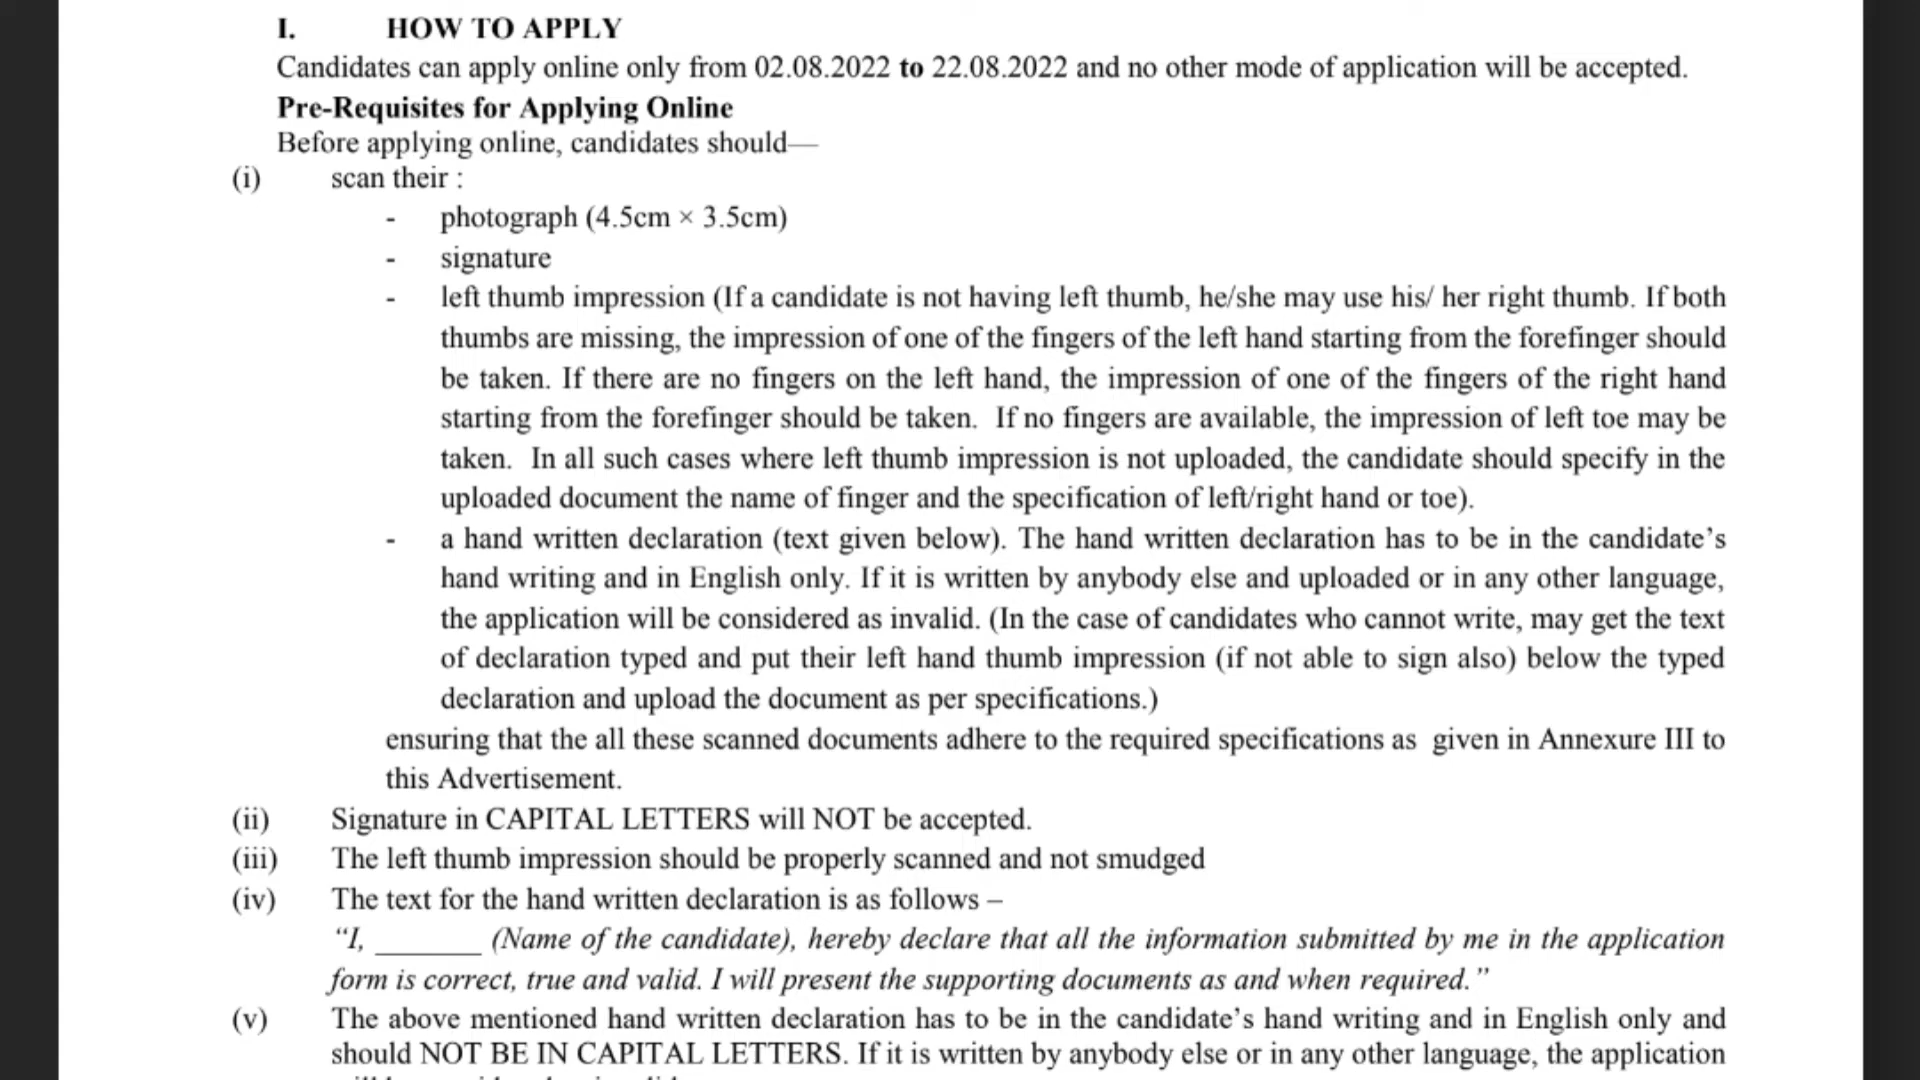 I. HOW TO APPLY
Candidates can apply online only from 02.08.2022 to 22.08.2022 and no other mode of application will be accepted.
Pre-Requisites for Applying Online
Before applying online, candidates should—
(i) scan their :
- photograph (4.5cm × 3.5cm)
- signature
- left thumb impression (If a candidate is not having left thumb, he/she may use his/ her right thumb. If both
thumbs are missing, the impression of one of the fingers of the left hand starting from the forefinger should
be taken. If there are no fingers on the left hand, the impression of one of the fingers of the right hand
starting from the forefinger should be taken. If no fingers are available, the impression of left toe may be
taken. In all such cases where left thumb impression is not uploaded, the candidate should specify in the
uploaded document the name of finger and the specification of left/right hand or toe).
- a hand written declaration (text given below). The hand written declaration has to be in the candidate’s
hand writing and in English only. If it is written by anybody else and uploaded or in any other language,
the application will be considered as invalid. (In the case of candidates who cannot write, may get the text
of declaration typed and put their left hand thumb impression (if not able to sign also) below the typed
declaration and upload the document as per specifications.)
ensuring that the all these scanned documents adhere to the required specifications as given in Annexure III to
this Advertisement.
(ii) Signature in CAPITAL LETTERS will NOT be accepted.
(iii) The left thumb impression should be properly scanned and not smudged
(iv) The text for the hand written declaration is as follows –
“I, _______ (Name of the candidate), hereby declare that all the information submitted by me in the application
form is correct, true and valid. I will present the supporting documents as and when required.”
(v) The above mentioned hand written declaration has to be in the candidate’s hand writing and in English only and
should NOT BE IN CAPITAL LETTERS. If it is written by anybody else or in any other language, the application